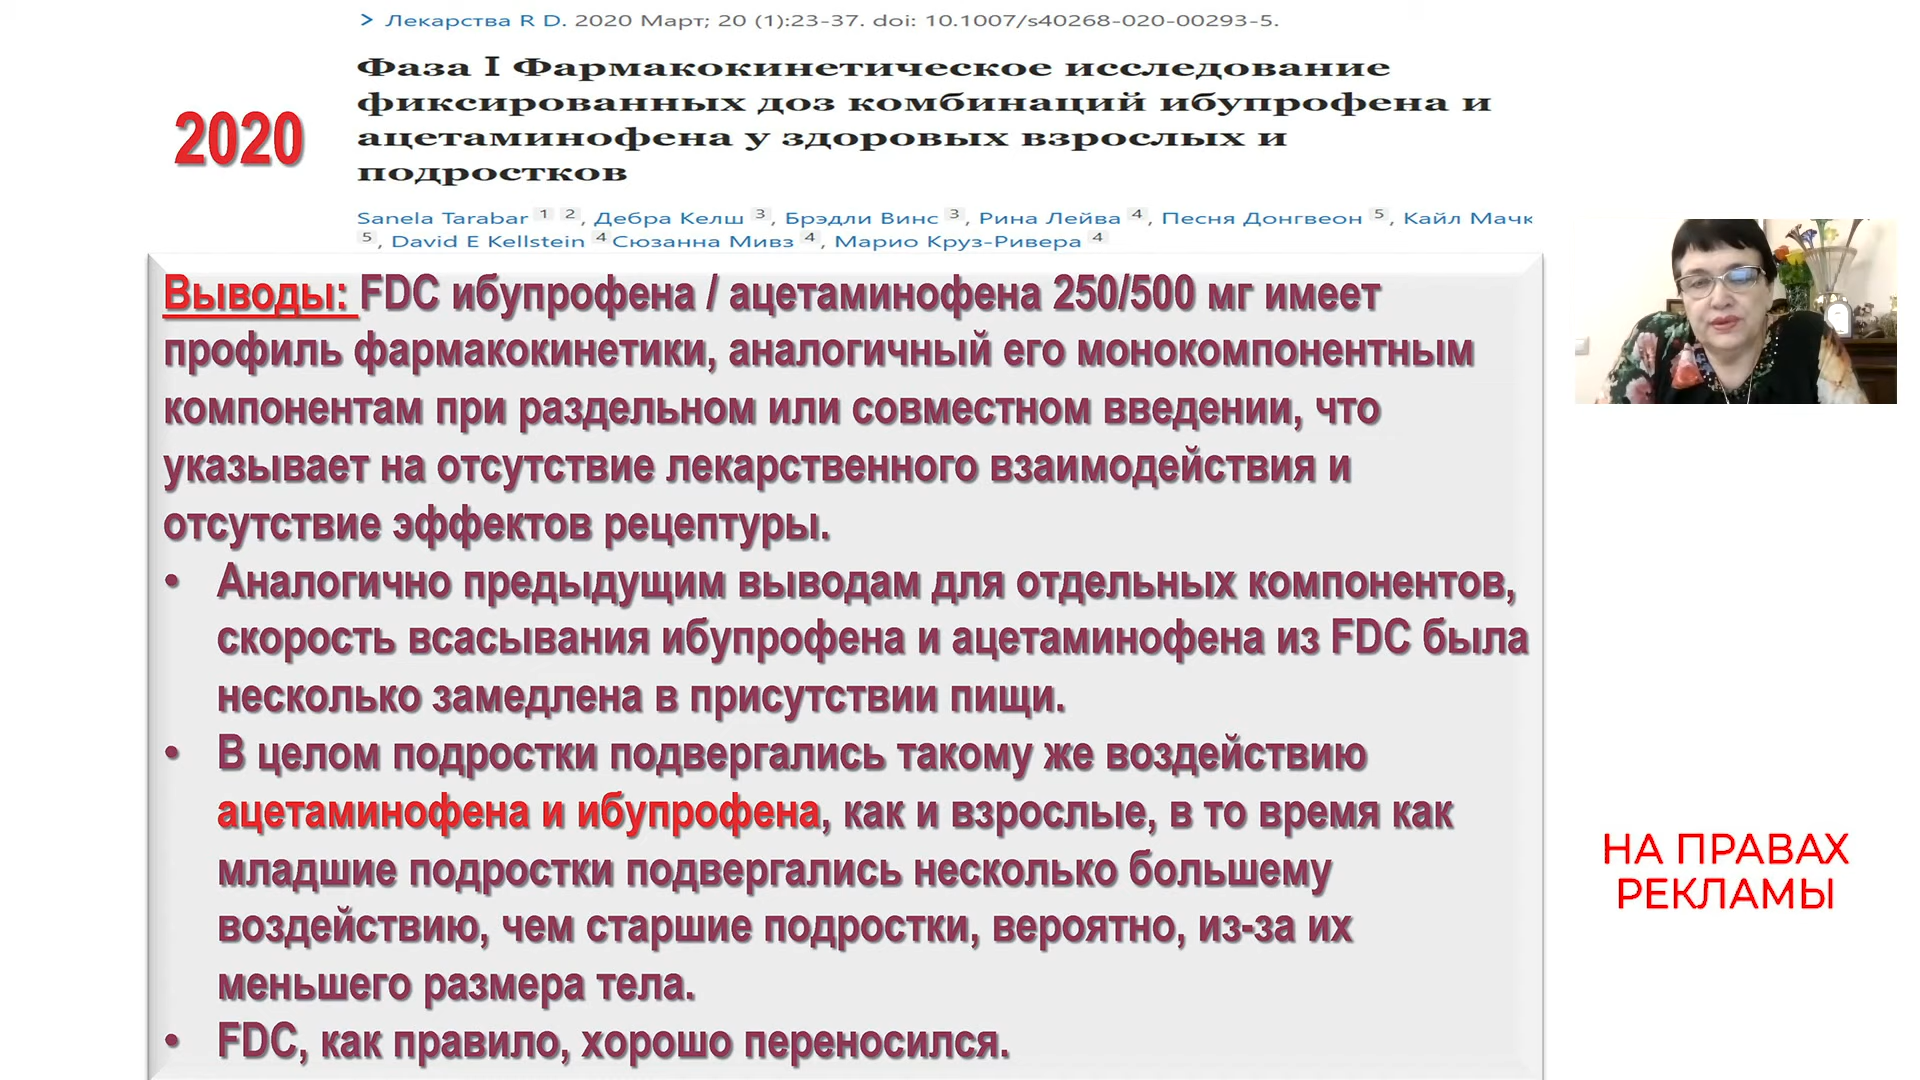 > Лекарства R D. 2020 Март; 20 (1):23-37. doi: 10.1007/s40268-020-00293-5.
2020
Фаза I Фармакокинетическое исследование
фиксированных доз комбинаций ибупрофена и
ацетаминофена у здоровых взрослых и
подростков
Sanela Tarabar 1 2, Дебра Келш 3, Брэдли Винс 3, Рина Лейва 4, Песня Донгвеон 5, Кайл Мачк
5, David E Kellstein 4 Сюзанна Мивз 4, Марио Круз-Ривера 4
Выводы: FDC ибупрофена / ацетаминофена 250/500 мг имеет
профиль фармакокинетики, аналогичный его монокомпонентным
компонентам при раздельном или совместном введении, что
указывает на отсутствие лекарственного взаимодействия и
отсутствие эффектов рецептуры.
• Аналогично предыдущим выводам для отдельных компонентов,
скорость всасывания ибупрофена и ацетаминофена из FDC была
несколько замедлена в присутствии пищи.
• В целом подростки подвергались такому же воздействию
ацетаминофена и ибупрофена, как и взрослые, в то время как
младшие подростки подвергались несколько большему
воздействию, чем старшие подростки, вероятно, из-за их
меньшего размера тела.
• FDC, как правило, хорошо переносился.
НА ПРАВАХ
РЕКЛАМЫ